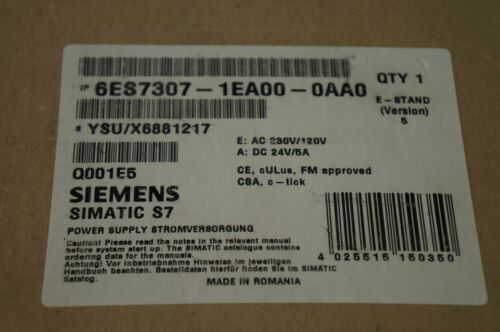 1P 6ES7307-1EA00-0AA0
QTY 1
E-STAND
(Version)
5
S YSU/X6881217
E: AC 230V/120V
A: DC 24V/5A
Q001E5
CE, cULus, FM approved
CSA, c-tick
SIEMENS
SIMATIC S7
POWER SUPPLY STROMVERSORGUNG
Caution! Please read the notes in the relevant manual
before system start up. The SIMATIC catalogue contains
ordering data for the manuals.
Achtung! Vor Inbetriebnahme Hinweise im jeweiligen
Handbuch beachten. Bestelldaten hierfür finden Sie im SIMATIC
Katalog.
4 025515 150350
MADE IN ROMANIA